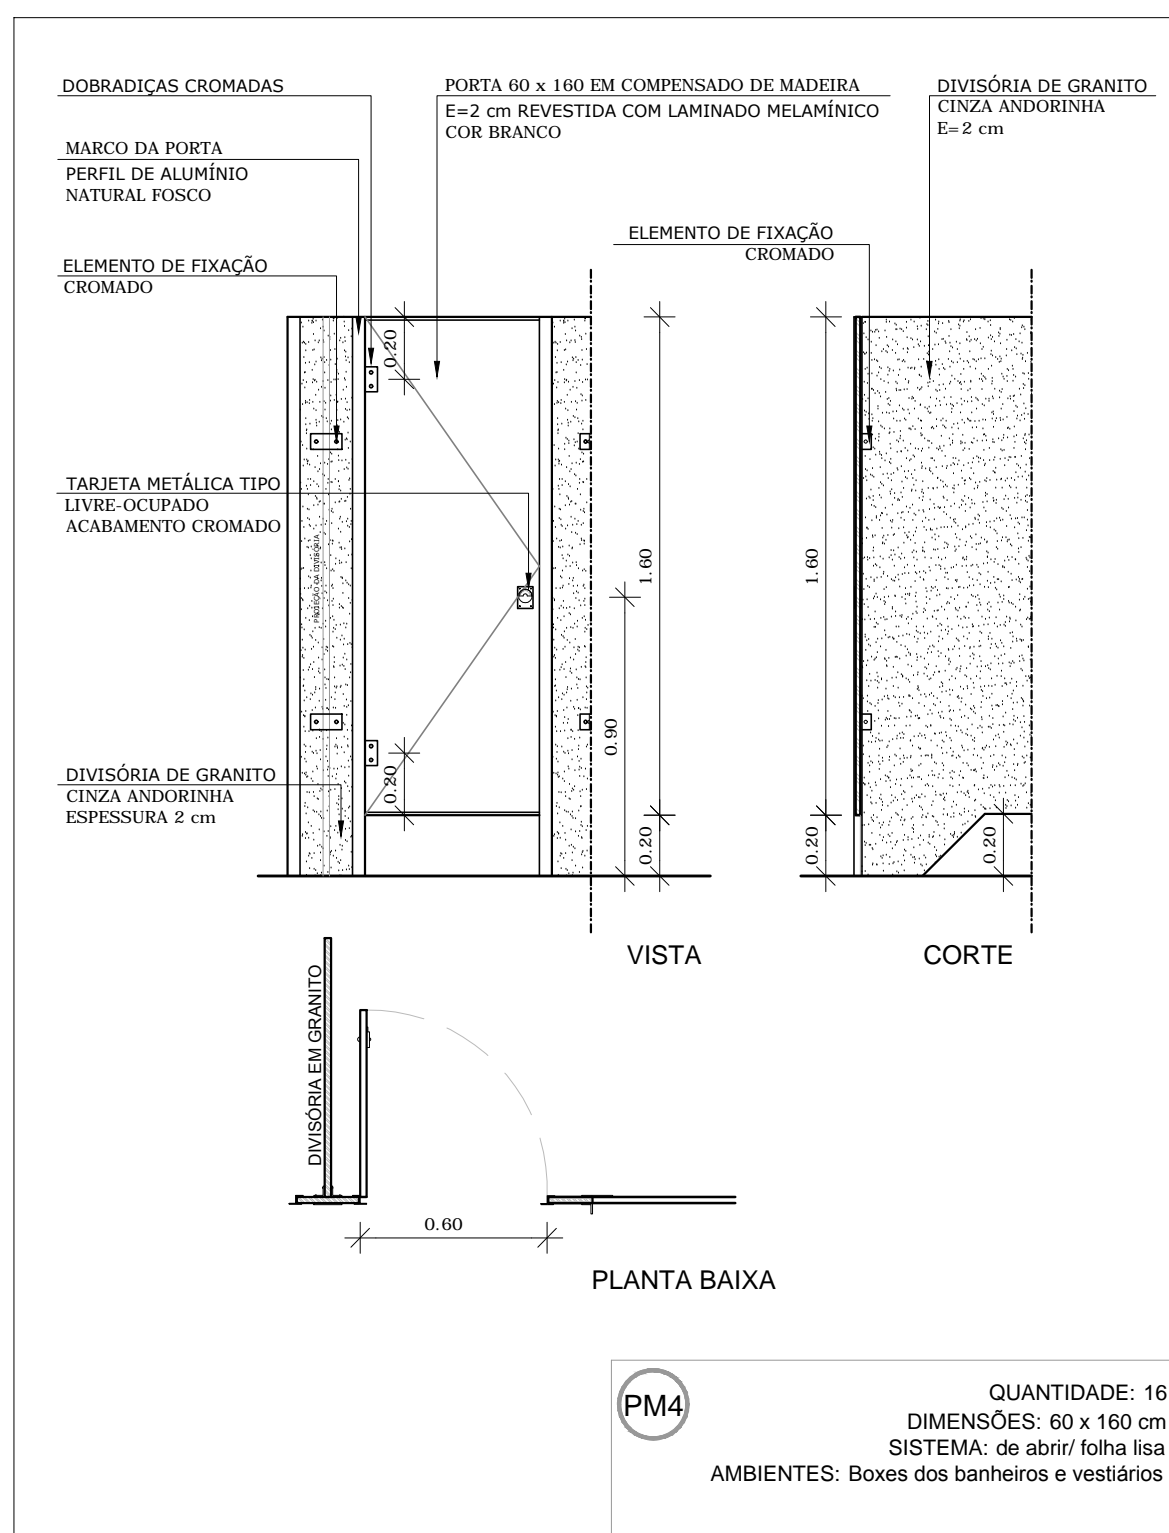 DOBRADIÇAS CROMADAS
PORTA 60 x 160 EM COMPENSADO DE MADEIRA
E=2 cm REVESTIDA COM LAMINADO MELAMÍNICO
COR BRANCO
DIVISÓRIA DE GRANITO
CINZA ANDORINHA
E=2 cm
MARCO DA PORTA
PERFIL DE ALUMÍNIO
NATURAL FOSCO
ELEMENTO DE FIXAÇÃO
CROMADO
ELEMENTO DE FIXAÇÃO
CROMADO
0.20
TARJETA METÁLICA TIPO
LIVRE-OCUPADO
ACABAMENTO CROMADO
PROJEÇÃO DA DIVISÓRIA
1.60
1.60
0.90
DIVISÓRIA DE GRANITO
CINZA ANDORINHA
ESPESSURA 2 cm
0.20
0.20
0.20
0.20
VISTA
CORTE
DIVISÓRIA EM GRANITO
0.60
PLANTA BAIXA
PM4
QUANTIDADE: 16
DIMENSÕES: 60 x 160 cm
SISTEMA: de abrir/ folha lisa
AMBIENTES: Boxes dos banheiros e vestiários